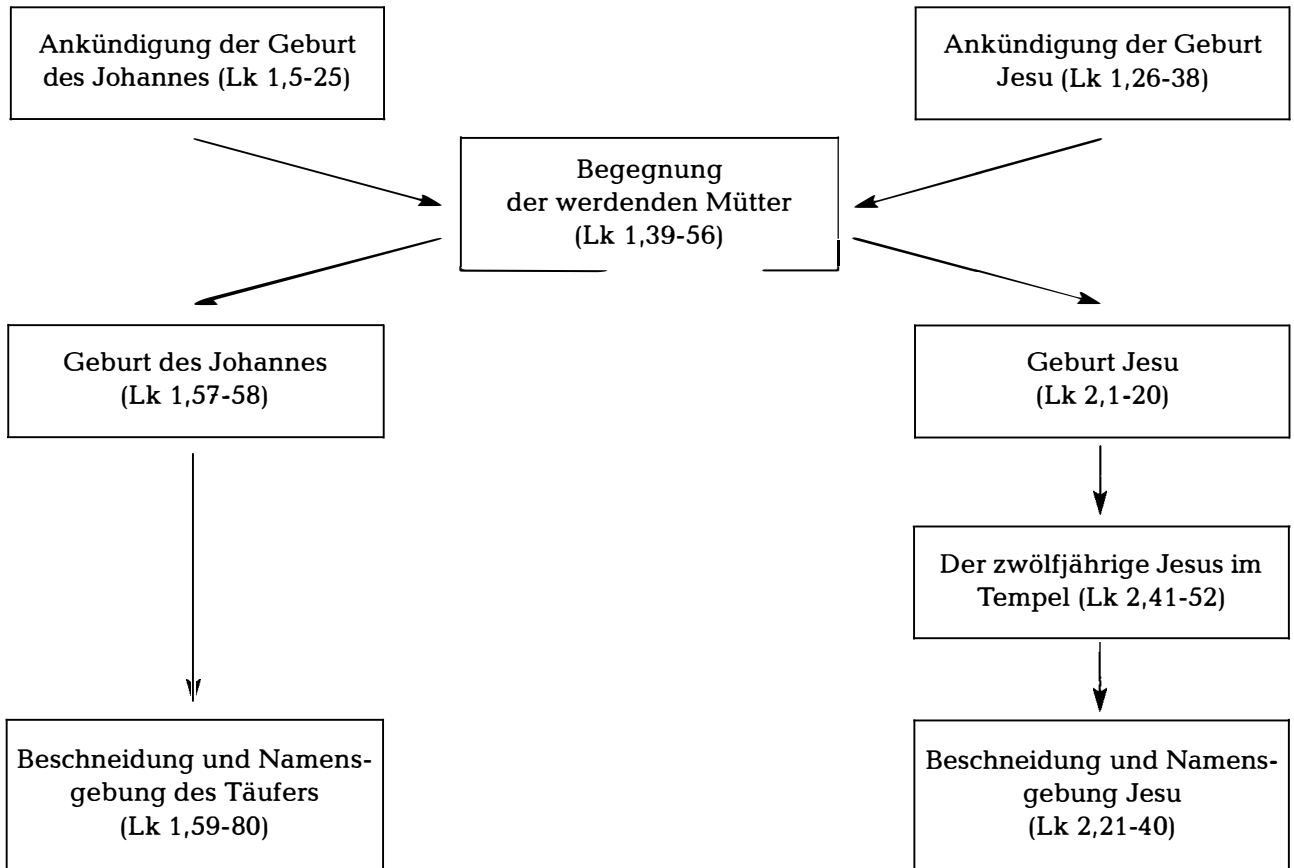 Ankündigung der Geburt
des Johannes (Lk 1,5-25)
Ankündigung der Geburt
Jesu (Lk 1,26-38)
Begegnung
der werdenden Mütter
(Lk 1,39-56)
Geburt des Johannes
(Lk 1,57-58)
Geburt Jesu
(Lk 2,1-20)
Der zwölfjährige Jesus im
Tempel (Lk 2,41-52)
Beschneidung und Namens-
gebung des Täufers
(Lk 1,59-80)
Beschneidung und Namens-
gebung Jesu
(Lk 2,21-40)